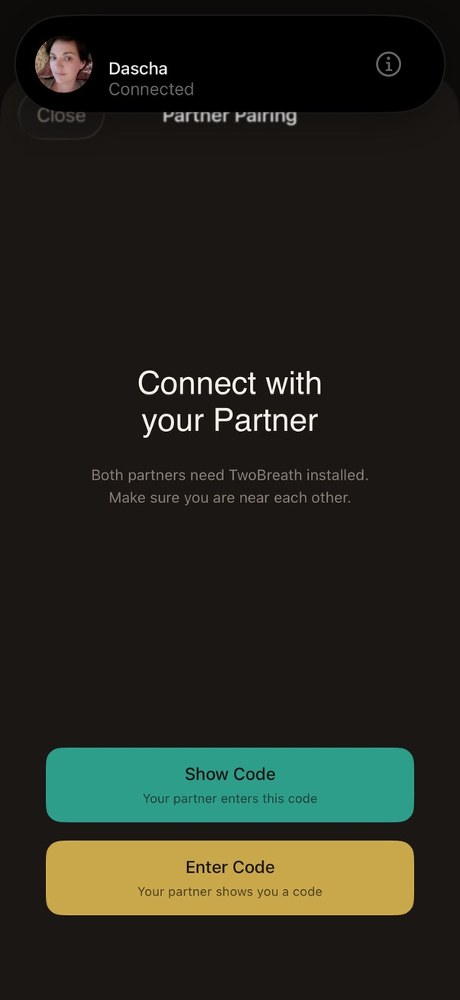 Dascha
Connected
Close
Partner Pairing
Connect with
your Partner
Both partners need TwoBreath installed.
Make sure you are near each other.
Show Code
Your partner enters this code
Enter Code
Your partner shows you a code